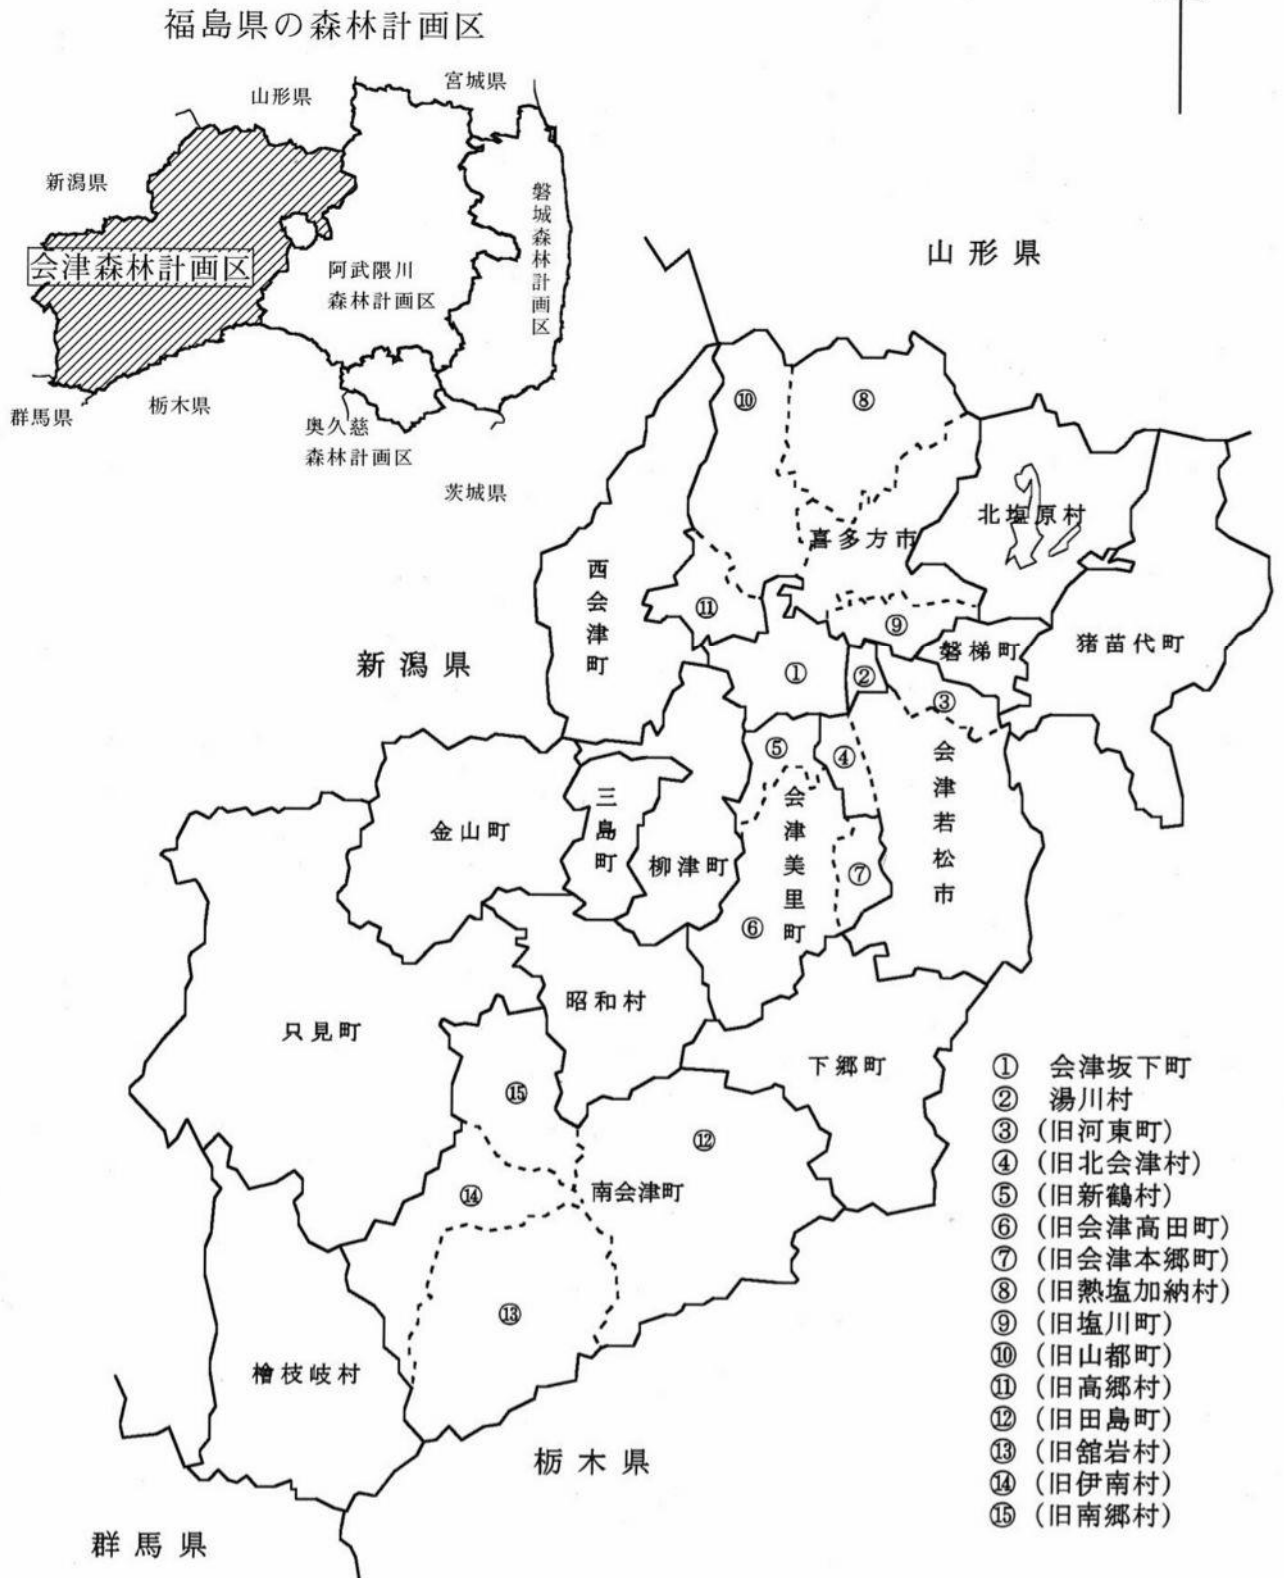 福島県の森林計画区
宮城県
山形県
新潟県
会津森林計画区
阿武隈川
森林計画区
磐城森林計画区
群馬県
栃木県
奥久慈
森林計画区
茨城県
山形県
⑩
⑧
北塩原村
喜多方市
西会津町
⑪
⑨
磐梯町
猪苗代町
新潟県
①
②
③
⑤
④
会津若松市
三島町
会津美里町
金山町
柳津町
⑦
⑥
昭和村
只見町
下郷町
⑮
⑫
⑭
南会津町
⑬
檜枝岐村
栃木県
群馬県
① 会津坂下町
② 湯川村
③ (旧河東町)
④ (旧北会津村)
⑤ (旧新鶴村)
⑥ (旧会津高田町)
⑦ (旧会津本郷町)
⑧ (旧熱塩加納村)
⑨ (旧塩川町)
⑩ (旧山都町)
⑪ (旧高郷村)
⑫ (旧田島町)
⑬ (旧舘岩村)
⑭ (旧伊南村)
⑮ (旧南郷村)